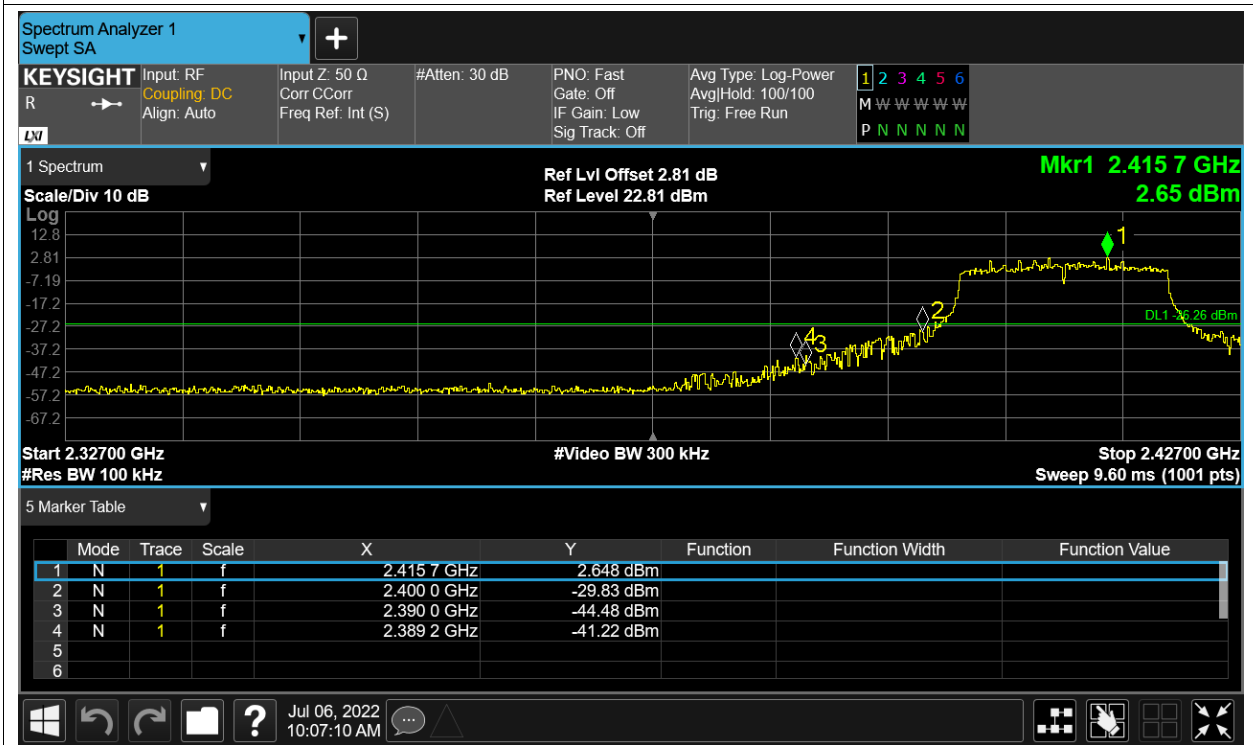 Spectrum Analyzer 1
Swept SA
+
KEYSIGHT
R
LXI
Input: RF
Coupling: DC
Align: Auto
Input Z: 50 Ω
Corr CCorr
Freq Ref: Int (S)
#Atten: 30 dB
PNO: Fast
Gate: Off
IF Gain: Low
Sig Track: Off
Avg Type: Log-Power
Avg|Hold: 100/100
Trig: Free Run
1 2 3 4 5 6
M W W W W W
P N N N N N
1 Spectrum
Scale/Div 10 dB
Ref Lvl Offset 2.81 dB
Ref Level 22.81 dBm
Mkr1 2.415 7 GHz
2.65 dBm
Log
12.8
2.81
-7.19
-17.2
-27.2
-37.2
-47.2
-57.2
-67.2
1
2
4
3
DL1 -26.26 dBm
Start 2.32700 GHz
#Res BW 100 kHz
#Video BW 300 kHz
Stop 2.42700 GHz
Sweep 9.60 ms (1001 pts)
5 Marker Table
Mode Trace Scale X Y Function Function Width Function Value
1 N 1 f 2.415 7 GHz 2.648 dBm
2 N 1 f 2.400 0 GHz -29.83 dBm
3 N 1 f 2.390 0 GHz -44.48 dBm
4 N 1 f 2.389 2 GHz -41.22 dBm
5
6
?
Jul 06, 2022
10:07:10 AM